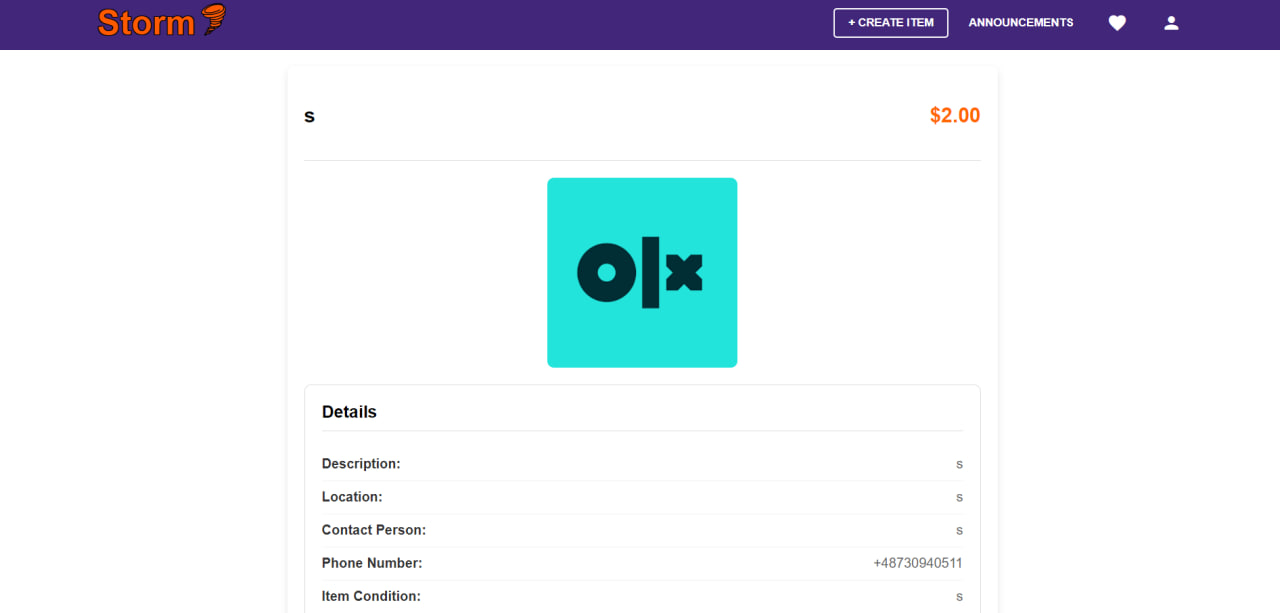 Storm
+ CREATE ITEM
ANNOUNCEMENTS
s
$2.00
olx
Details
Description: s
Location: s
Contact Person: s
Phone Number: +48730940511
Item Condition: s